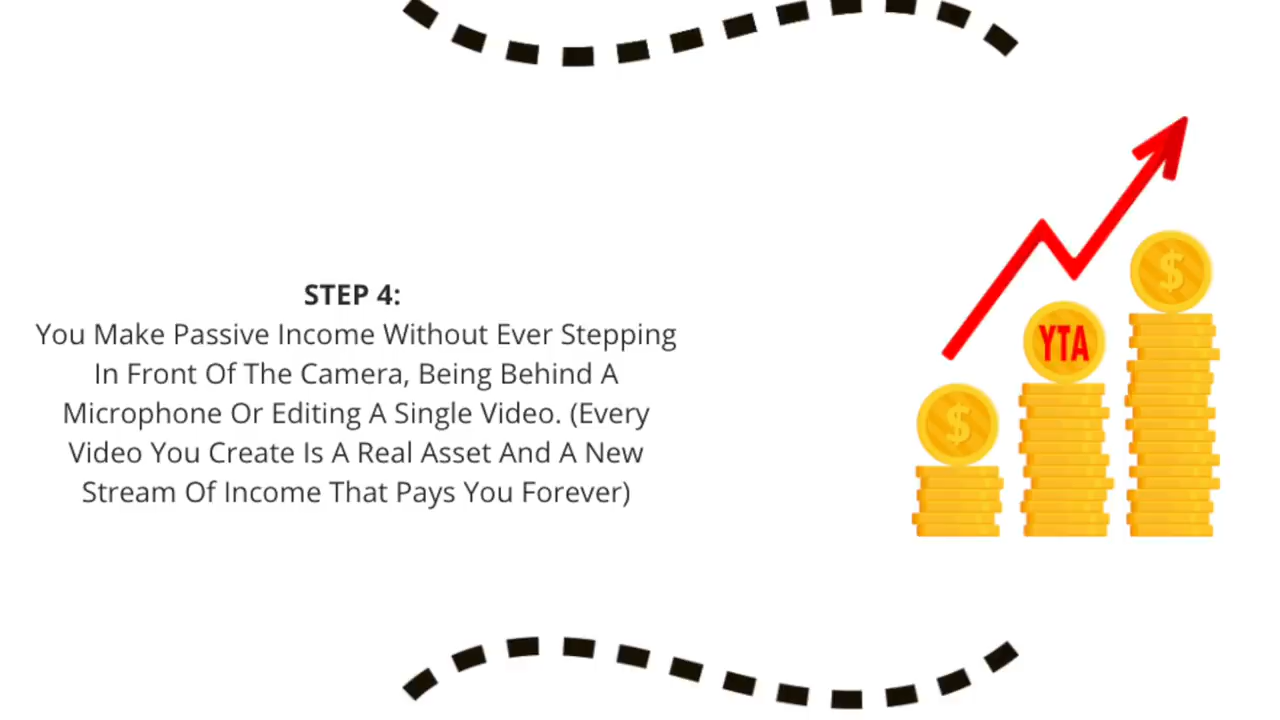 STEP 4:
You Make Passive Income Without Ever Stepping
In Front Of The Camera, Being Behind A
Microphone Or Editing A Single Video. (Every
Video You Create Is A Real Asset And A New
Stream Of Income That Pays You Forever)
$
YTA
$